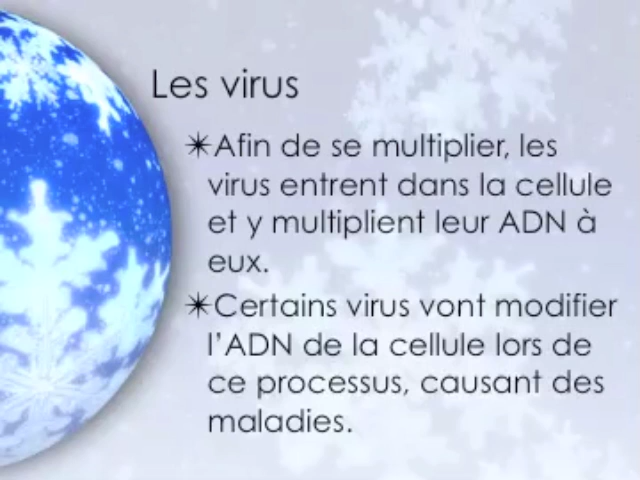 Les virus
✴Afin de se multiplier, les
virus entrent dans la cellule
et y multiplient leur ADN à
eux.
✴Certains virus vont modifier
l’ADN de la cellule lors de
ce processus, causant des
maladies.